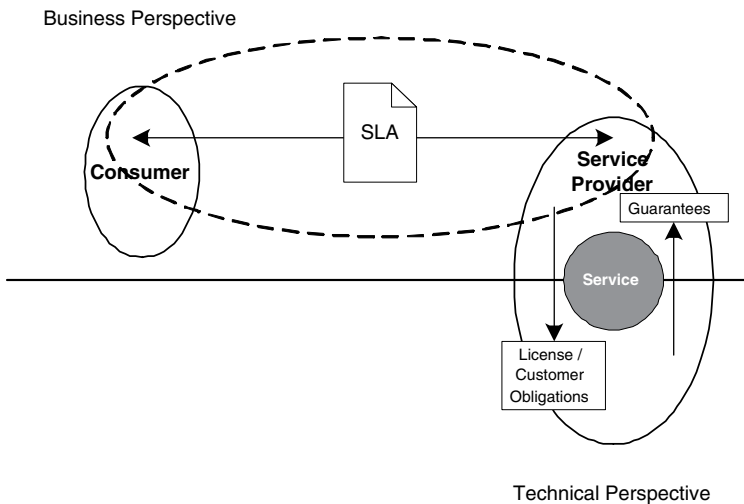 Business Perspective
SLA
Consumer
Service
Provider
Guarantees
Service
License /
Customer
Obligations
Technical Perspective